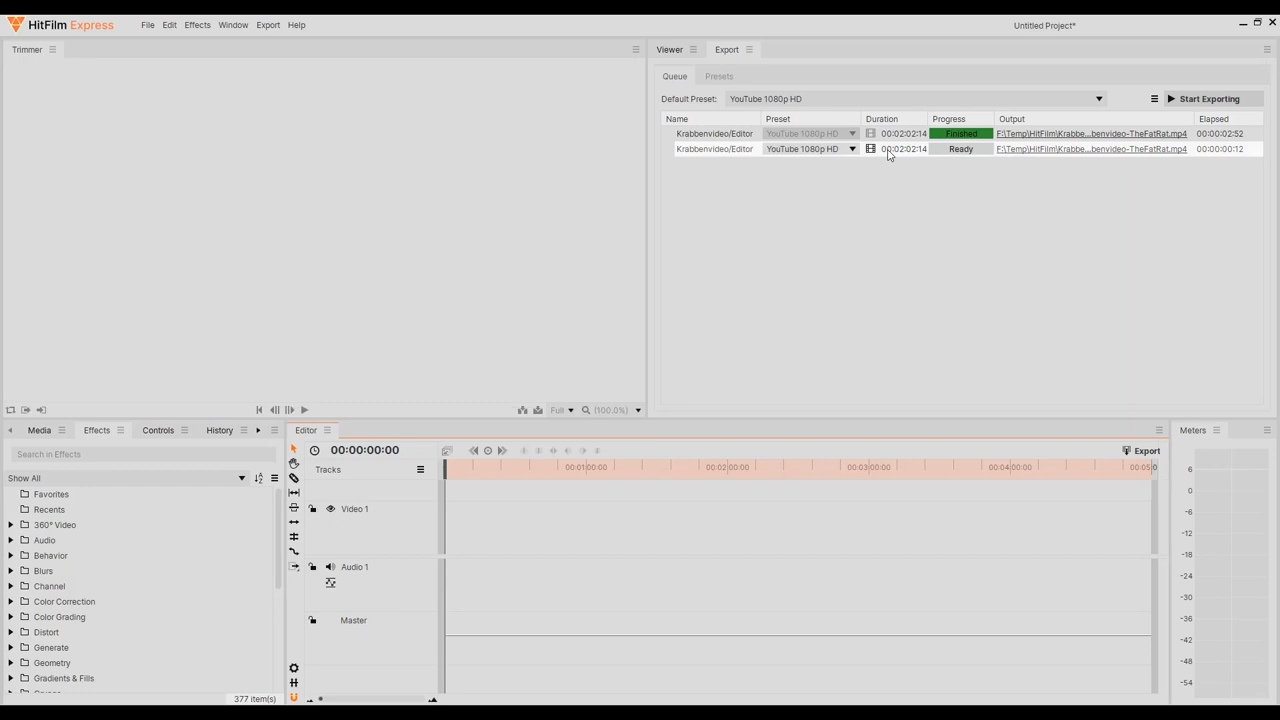 HitFilm Express File Edit Effects Window Export Help Untitled Project*
Trimmer Viewer Export
Queue Presets
Default Preset: YouTube 1080p HD Start Exporting
Name Preset Duration Progress Output Elapsed
Krabbenvideo/Editor YouTube 1080p HD 00:02:02:14 Finished F:\Temp\HitFilm\Krabbe...benvideo-TheFatRat.mp4 00:00:02:52
Krabbenvideo/Editor YouTube 1080p HD 00:02:02:14 Ready F:\Temp\HitFilm\Krabbe...benvideo-TheFatRat.mp4 00:00:00:12
Full (100.0%)
Media Effects Controls History Editor Meters
Search in Effects 00:00:00:00 Export
Tracks 00:01:00:00 00:02:00:00 00:03:00:00 00:04:00:00 00:05:0
Show All
Favorites
Recents
360° Video
Audio
Behavior
Blurs
Channel
Color Correction
Color Grading
Distort
Generate
Geometry
Gradients & Fills
377 item(s)
Video 1
Audio 1
Master
6
0
-6
-12
-18
-24
-30
-36
-42
-48
-54